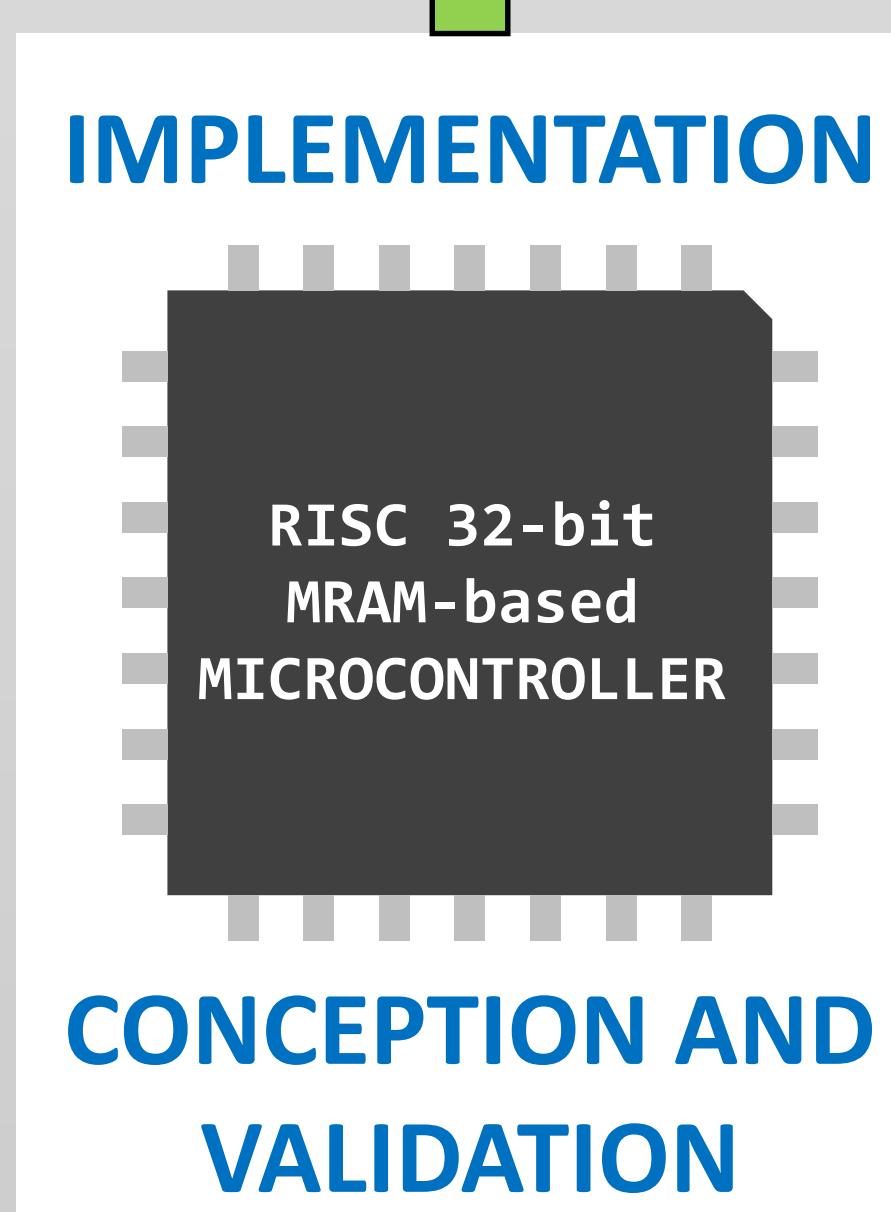 IMPLEMENTATION
RISC 32-bit
MRAM-based
MICROCONTROLLER
CONCEPTION AND
VALIDATION